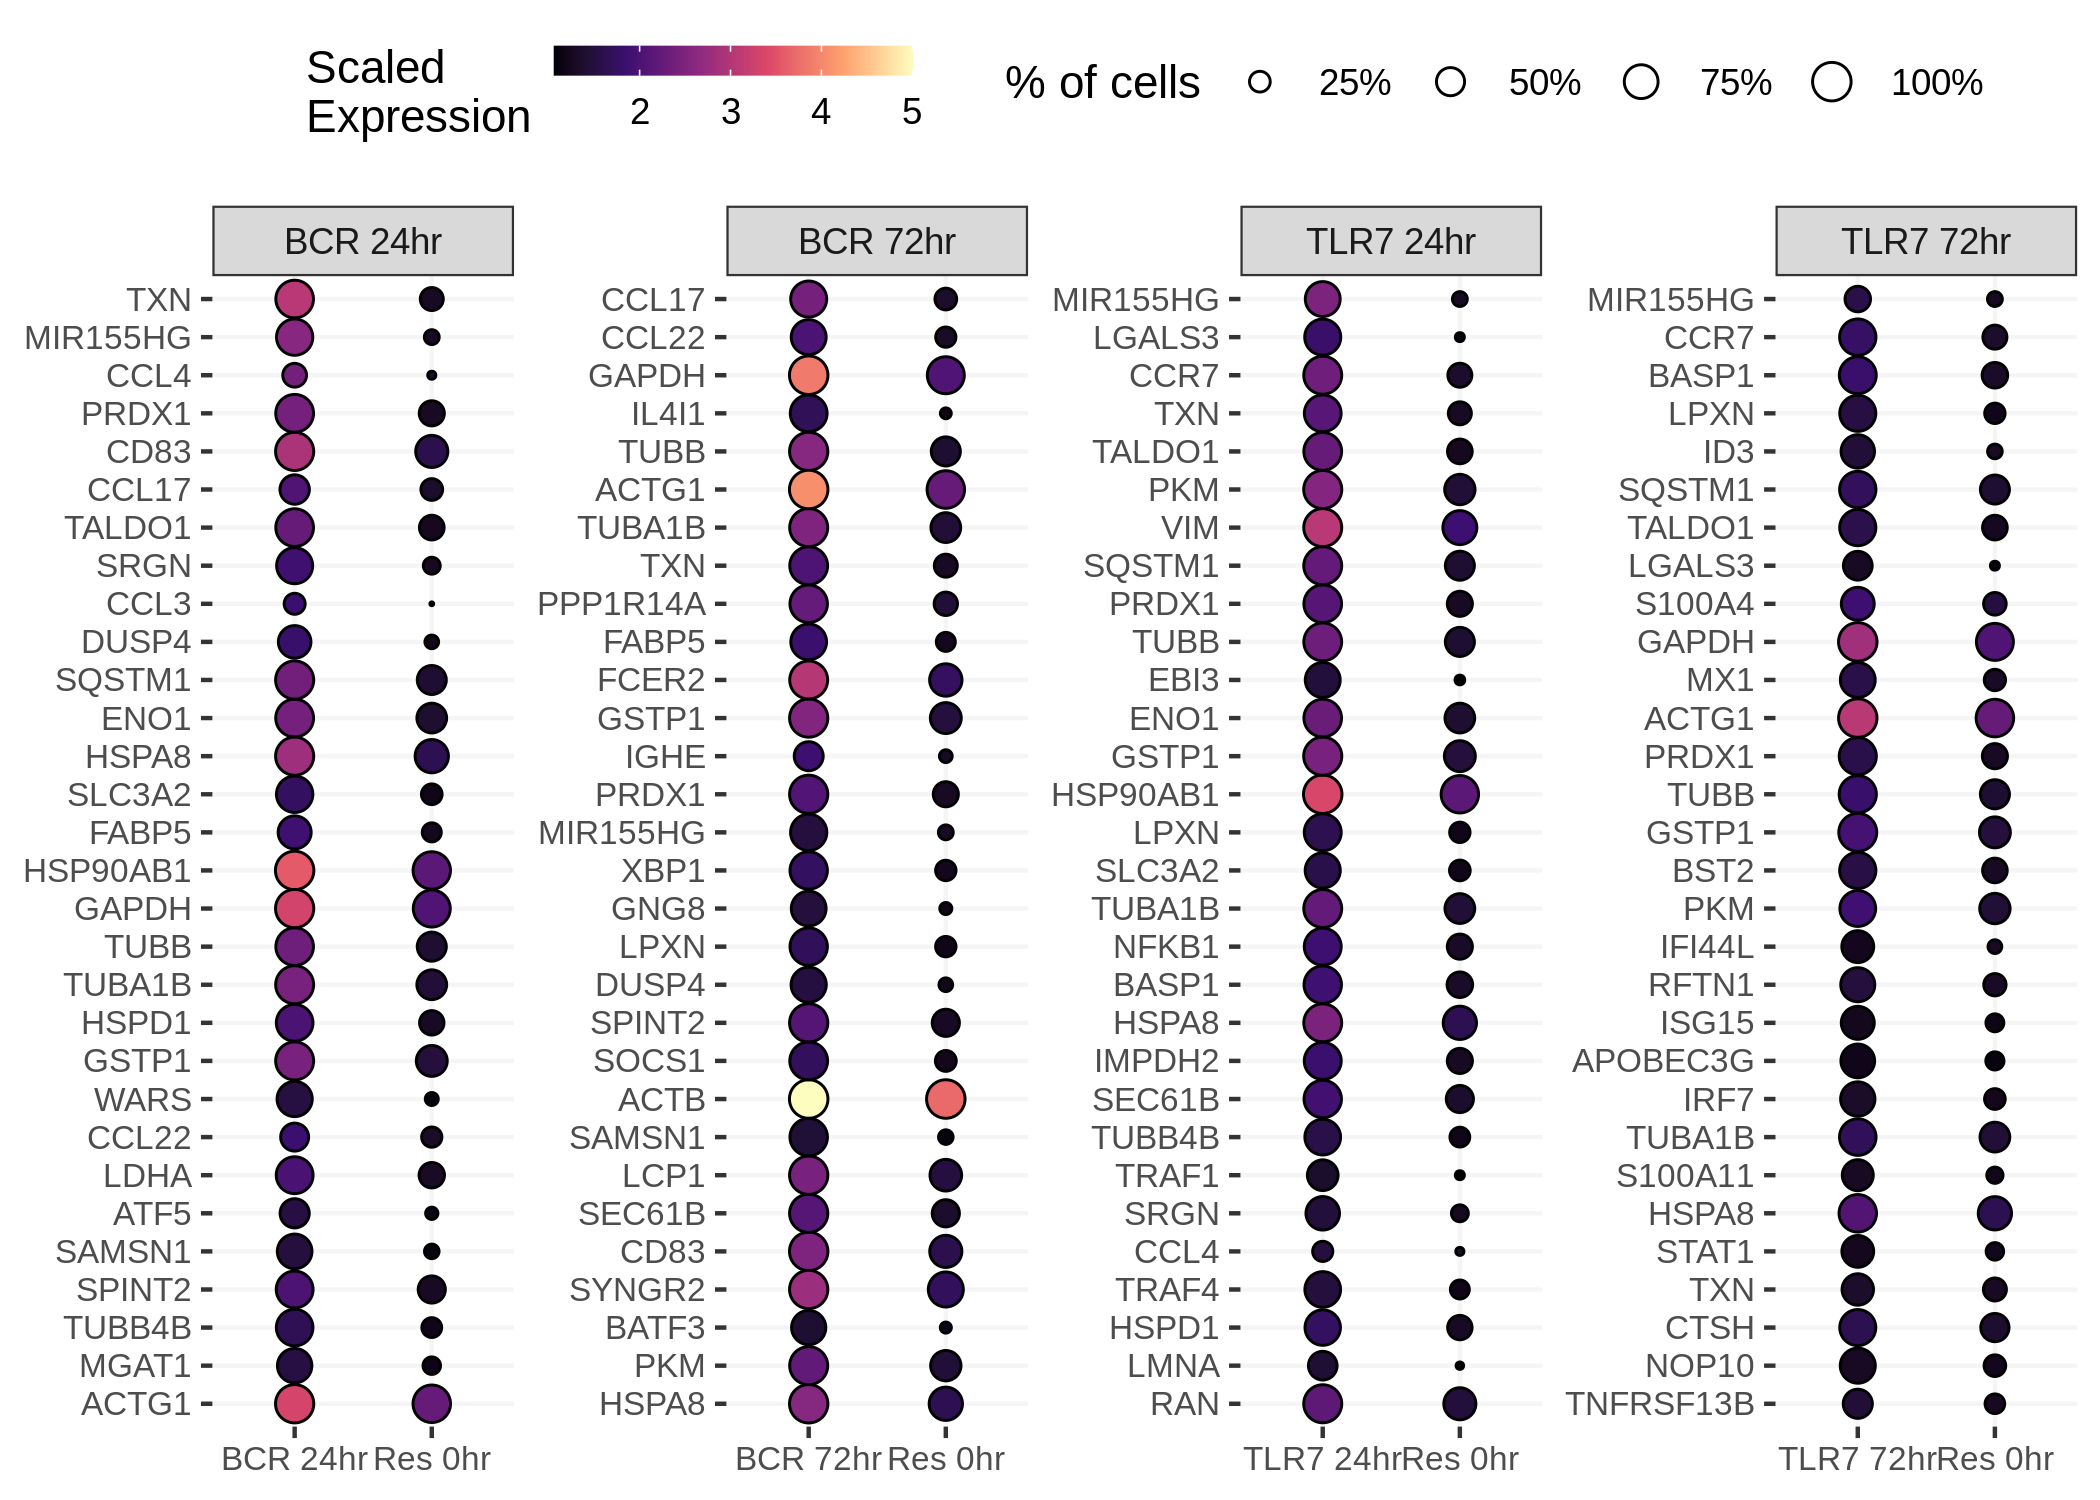 Scaled
Expression
2 3 4 5
% of cells 25% 50% 75% 100%
BCR 24hr
TXN
MIR155HG
CCL4
PRDX1
CD83
CCL17
TALDO1
SRGN
CCL3
DUSP4
SQSTM1
ENO1
HSPA8
SLC3A2
FABP5
HSP90AB1
GAPDH
TUBB
TUBA1B
HSPD1
GSTP1
WARS
CCL22
LDHA
ATF5
SAMSN1
SPINT2
TUBB4B
MGAT1
ACTG1
BCR 24hr Res 0hr
BCR 72hr
CCL17
CCL22
GAPDH
IL4I1
TUBB
ACTG1
TUBA1B
TXN
PPP1R14A
FABP5
FCER2
GSTP1
IGHE
PRDX1
MIR155HG
XBP1
GNG8
LPXN
DUSP4
SPINT2
SOCS1
ACTB
SAMSN1
LCP1
SEC61B
CD83
SYNGR2
BATF3
PKM
HSPA8
BCR 72hr Res 0hr
TLR7 24hr
MIR155HG
LGALS3
CCR7
TXN
TALDO1
PKM
VIM
SQSTM1
PRDX1
TUBB
EBI3
ENO1
GSTP1
HSP90AB1
LPXN
SLC3A2
TUBA1B
NFKB1
BASP1
HSPA8
IMPDH2
SEC61B
TUBB4B
TRAF1
SRGN
CCL4
TRAF4
HSPD1
LMNA
RAN
TLR7 24hr Res 0hr
TLR7 72hr
MIR155HG
CCR7
BASP1
LPXN
ID3
SQSTM1
TALDO1
LGALS3
S100A4
GAPDH
MX1
ACTG1
PRDX1
TUBB
GSTP1
BST2
PKM
IFI44L
RFTN1
ISG15
APOBEC3G
IRF7
TUBA1B
S100A11
HSPA8
STAT1
TXN
CTSH
NOP10
TNFRSF13B
TLR7 72hr Res 0hr